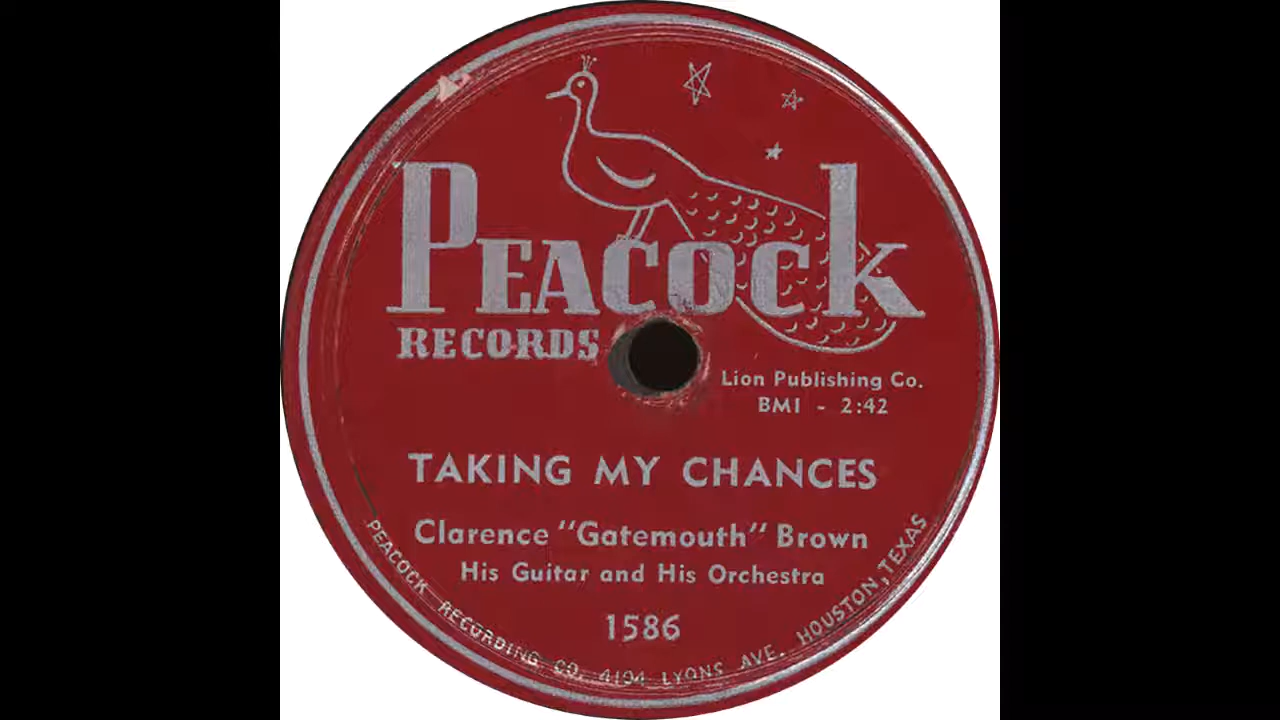 PEACOCK
RECORDS
Lion Publishing Co.
BMI - 2:42
TAKING MY CHANCES
Clarence "Gatemouth" Brown
His Guitar and His Orchestra
1586
PEACOCK RECORDING CO. 4104 LYONS AVE. HOUSTON, TEXAS